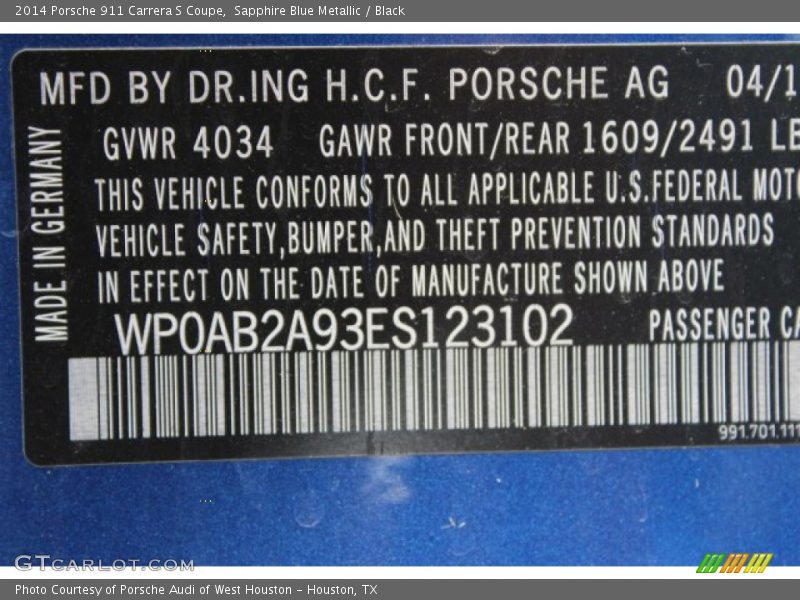 2014 Porsche 911 Carrera S Coupe,  Sapphire Blue Metallic / Black
MFD BY DR.ING H.C.F. PORSCHE AG 04/1
GVWR 4034 GAWR FRONT/REAR 1609/2491 LB
THIS VEHICLE CONFORMS TO ALL APPLICABLE U.S.FEDERAL MOTO
VEHICLE SAFETY,BUMPER,AND THEFT PREVENTION STANDARDS
IN EFFECT ON THE DATE OF MANUFACTURE SHOWN ABOVE
MADE IN GERMANY
WP0AB2A93ES123102 PASSENGER CA
991.701.111
GTCARLOT.COM
Photo Courtesy of Porsche Audi of West Houston – Houston, TX